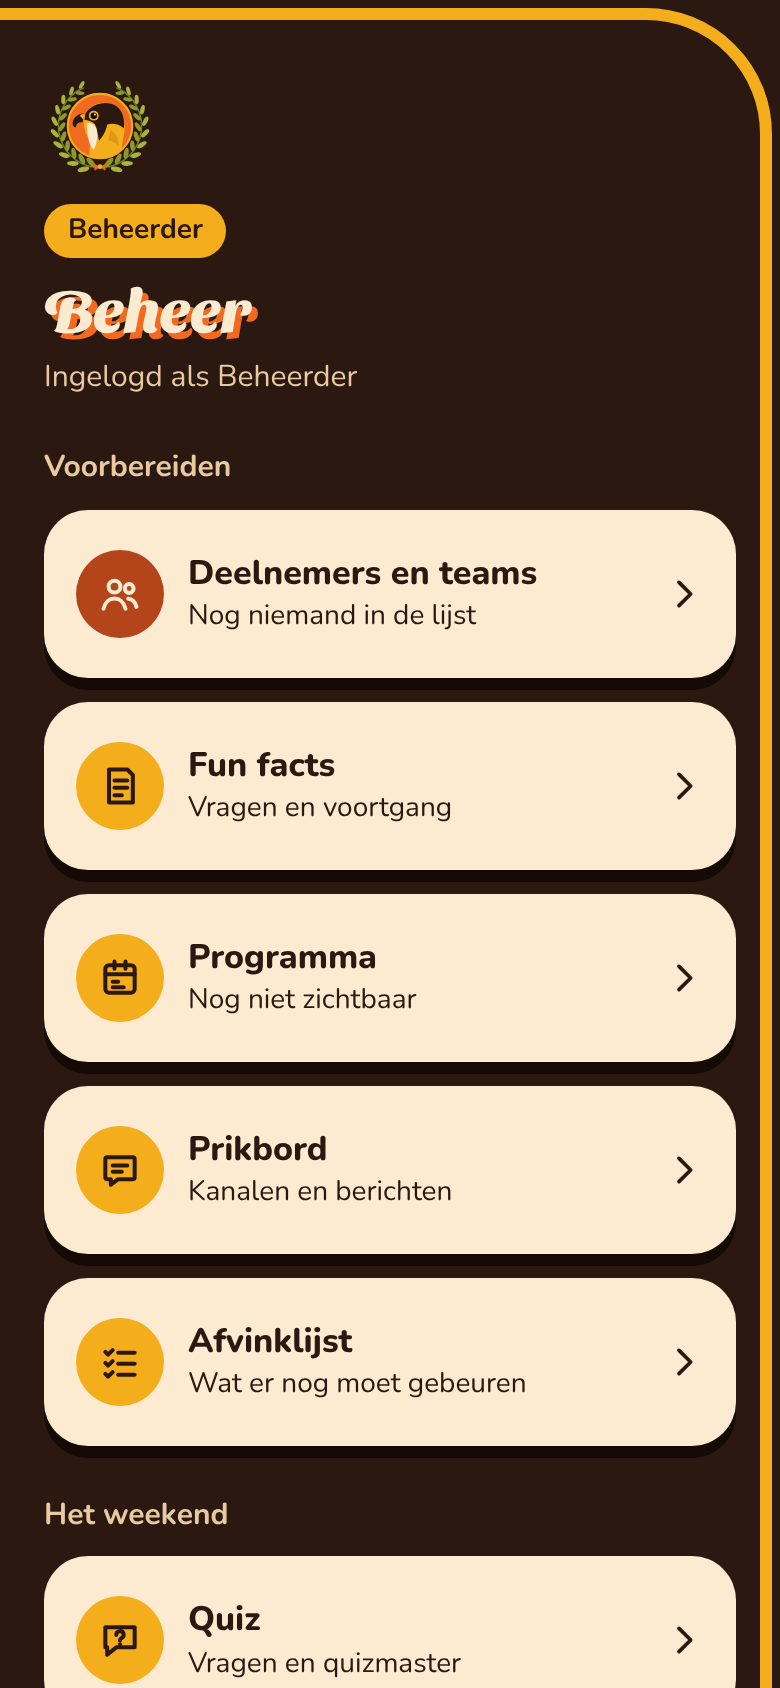 Beheerder
Beheer
Ingelogd als Beheerder
Voorbereiden
Deelnemers en teams
Nog niemand in de lijst
Fun facts
Vragen en voortgang
Programma
Nog niet zichtbaar
Prikbord
Kanalen en berichten
Afvinklijst
Wat er nog moet gebeuren
Het weekend
Quiz
Vragen en quizmaster